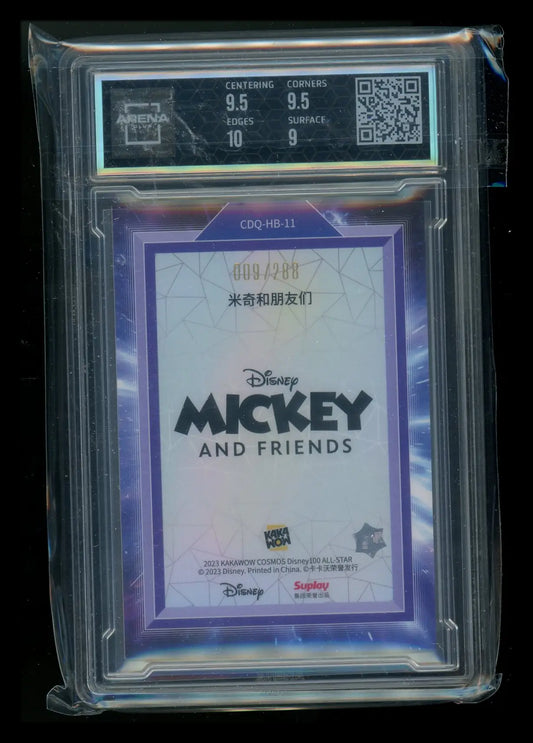 CENTERING CORNERS
9.5 9.5
ARENA
EDGES SURFACE
10 9
CDQ-HB-11
009/288
米奇和朋友们
Disney
MICKEY
AND FRIENDS
KAKA
WOW
2023 KAKAWOW COSMOS Disney100 ALL-STAR
© 2023 Disney. Printed in China. ©卡卡沃荣誉发行
Disney Suplay